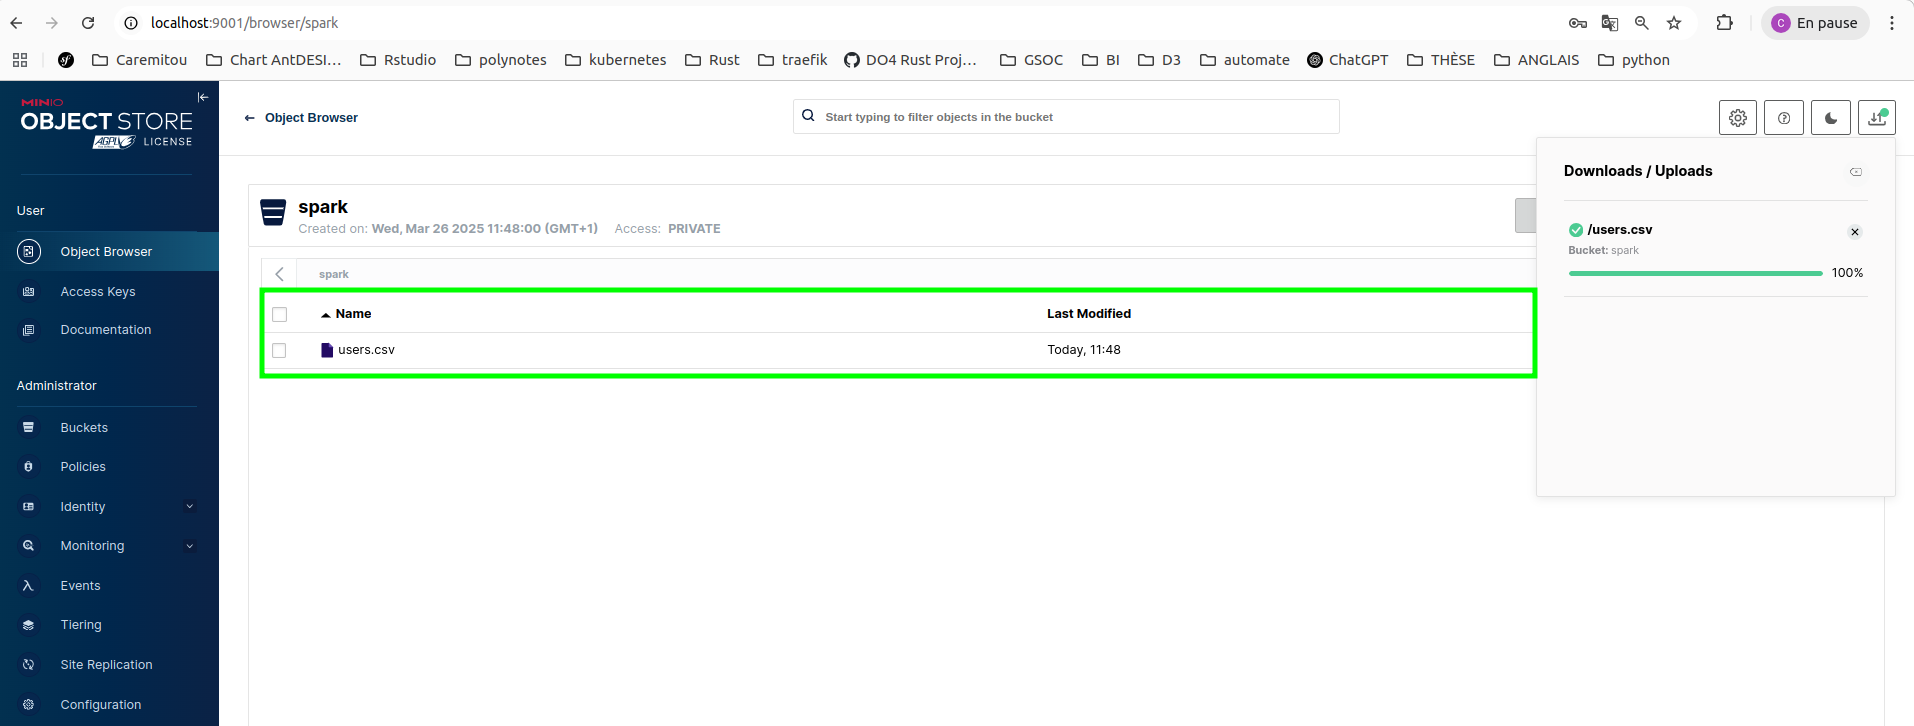 localhost:9001/browser/spark
En pause
C
Caremitou
Chart AntDESI...
Rstudio
polynotes
kubernetes
Rust
traefik
DO4 Rust Proj...
GSOC
BI
D3
automate
ChatGPT
THÈSE
ANGLAIS
python
MINIO
OBJECT STORE
AGPLv3 LICENSE
Object Browser
Start typing to filter objects in the bucket
User
Object Browser
Access Keys
Documentation
Administrator
Buckets
Policies
Identity
Monitoring
Events
Tiering
Site Replication
Configuration
spark
Created on: Wed, Mar 26 2025 11:48:00 (GMT+1) Access: PRIVATE
spark
Name Last Modified
users.csv Today, 11:48
Downloads / Uploads
/users.csv
Bucket: spark
100%